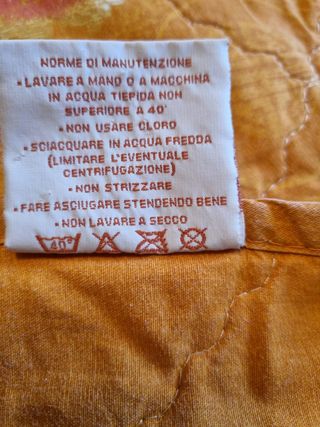 NORME DI MANUTENZIONE
• LAVARE A MANO O A MACCHINA
IN ACQUA TIEPIDA NON
SUPERIORE A 40°
• NON USARE CLORO
• SCIACQUARE IN ACQUA FREDDA
(LIMITARE L'EVENTUALE
CENTRIFUGAZIONE)
• NON STRIZZARE
• FARE ASCIUGARE STENDENDO BENE
• NON LAVARE A SECCO
40°